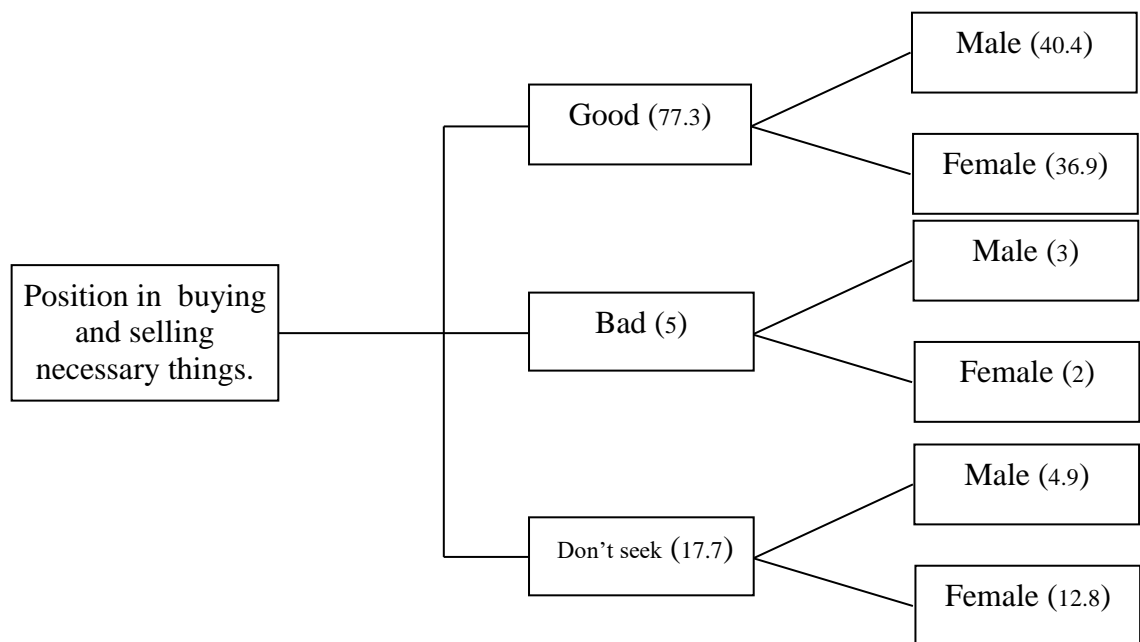 Position in buying
and selling
necessary things.
Good (77.3)
Male (40.4)
Female (36.9)
Bad (5)
Male (3)
Female (2)
Don’t seek (17.7)
Male (4.9)
Female (12.8)